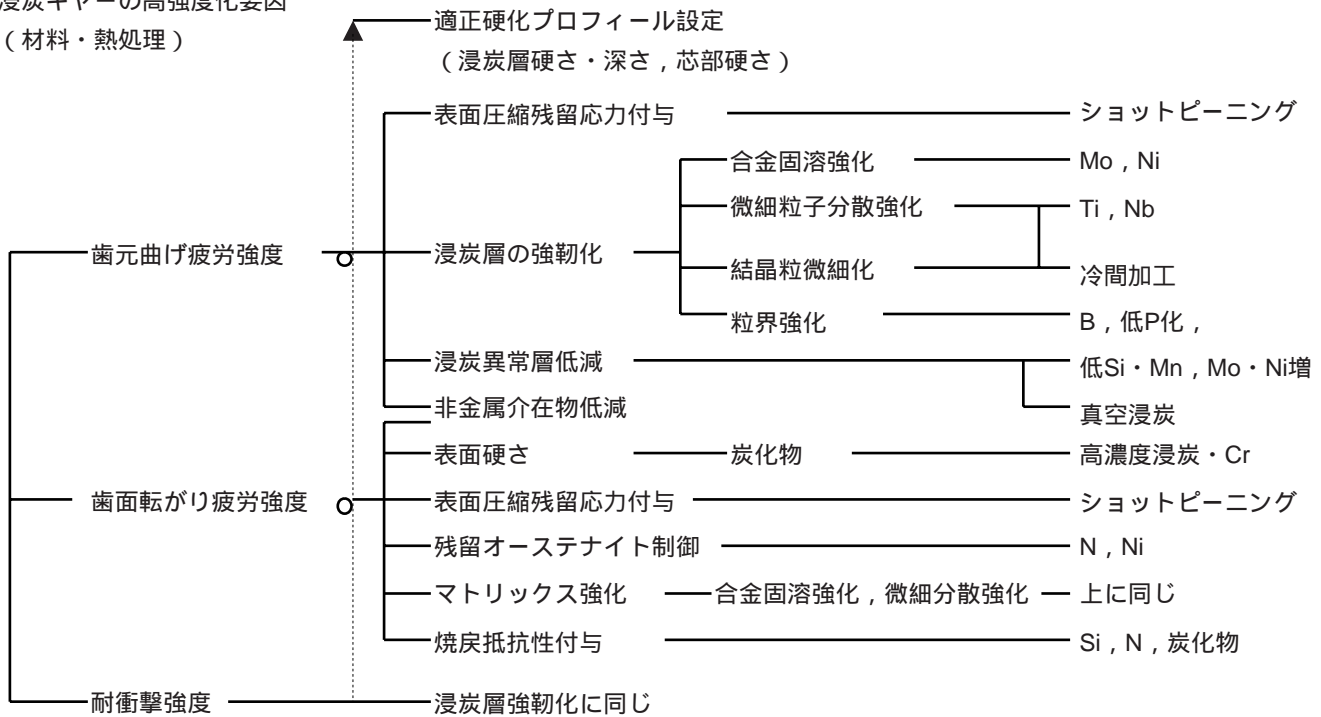 浸炭ギヤーの高強度化要因
（材料・熱処理）
適正硬化プロフィール設定
（浸炭層硬さ・深さ，芯部硬さ）
表面圧縮残留応力付与 ショットピーニング
合金固溶強化 Mo，Ni
微細粒子分散強化 Ti，Nb
歯元曲げ疲労強度 浸炭層の強靭化
結晶粒微細化 冷間加工
粒界強化 B，低P化，
浸炭異常層低減 低Si・Mn，Mo・Ni増
非金属介在物低減 真空浸炭
表面硬さ 炭化物 高濃度浸炭・Cr
歯面転がり疲労強度 表面圧縮残留応力付与 ショットピーニング
残留オーステナイト制御 N，Ni
マトリックス強化 合金固溶強化，微細分散強化 上に同じ
焼戻抵抗性付与 Si，N，炭化物
耐衝撃強度 浸炭層強靭化に同じ